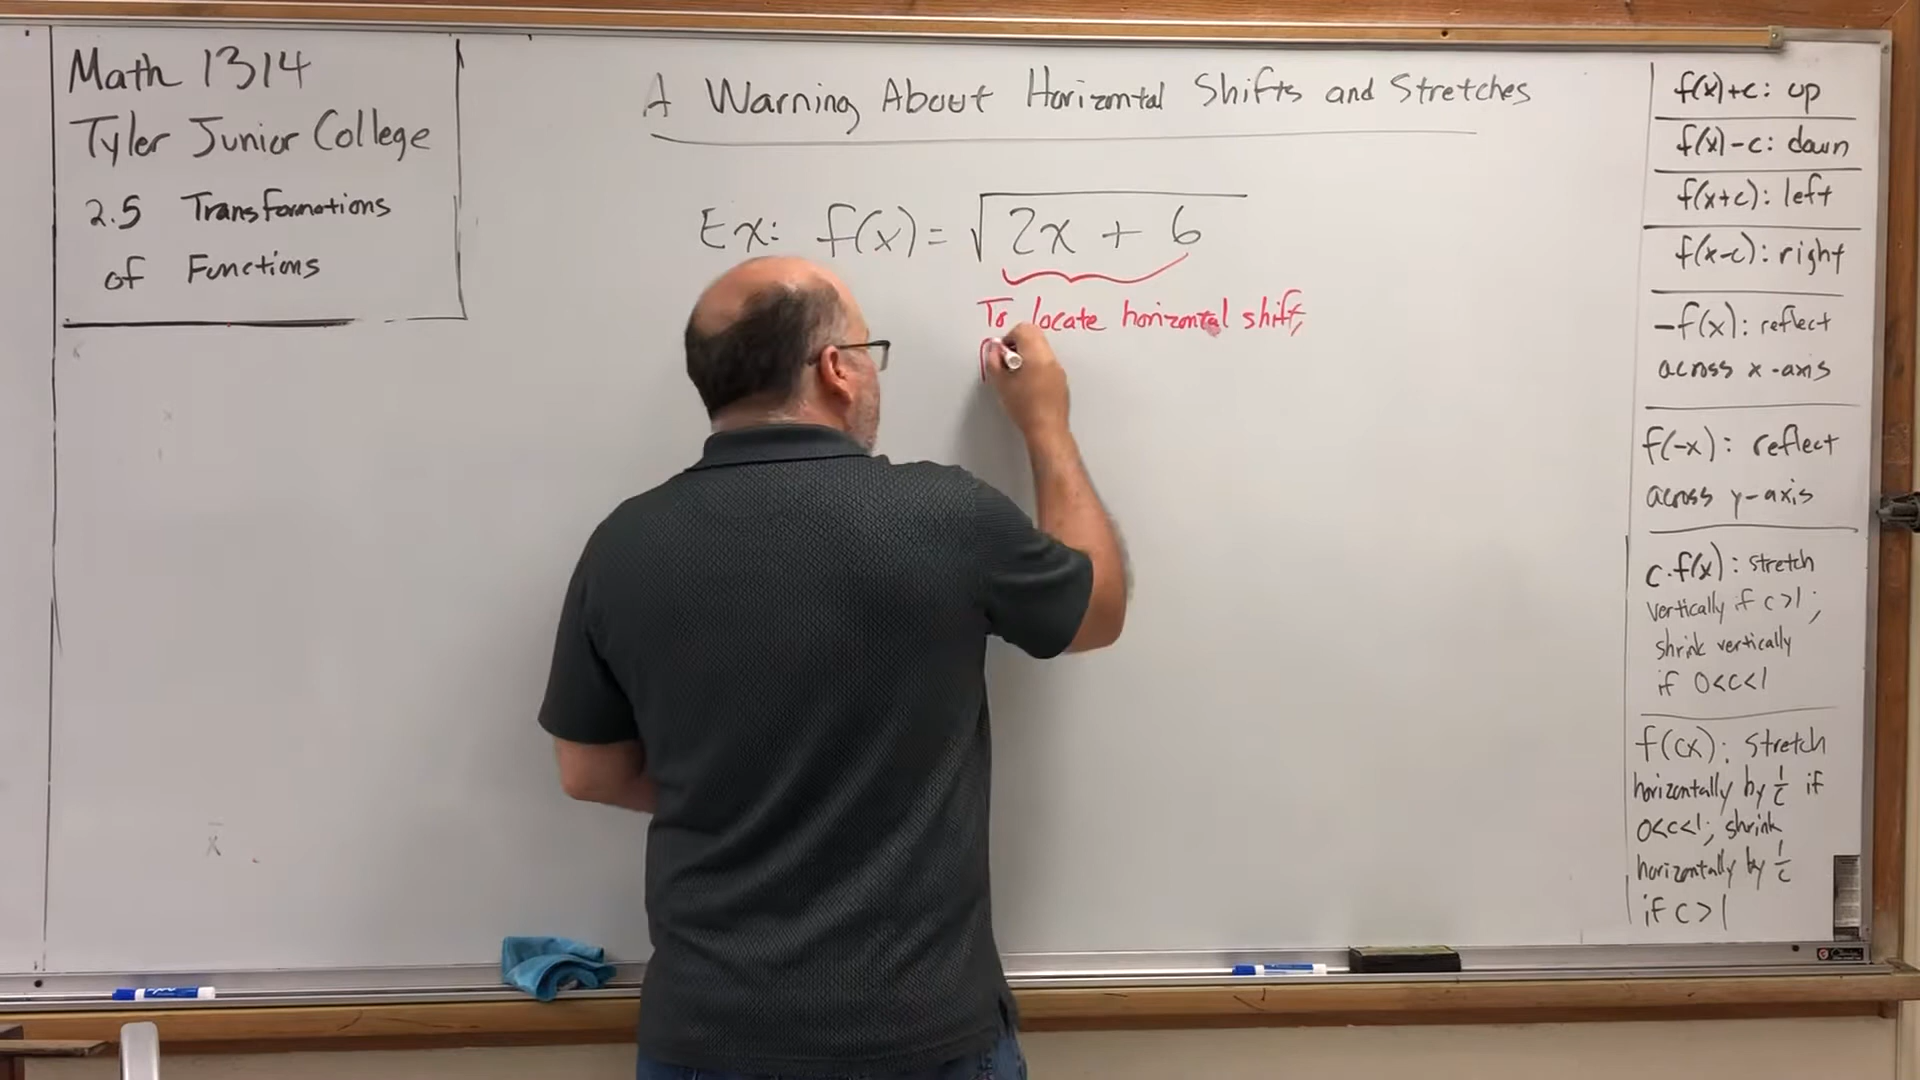 Math 1314
Tyler Junior College
2.5 Transformations
of Functions
A Warning About Horizontal Shifts and Stretches
Ex: f(x) = √(2x + 6)
To locate horizontal shift,
f(x)+c: up
f(x)-c: down
f(x+c): left
f(x-c): right
-f(x): reflect
across x-axis
f(-x): reflect
across y-axis
c·f(x): stretch
vertically if c>1;
shrink vertically
if 0<c<1
f(cx): stretch
horizontally by 1/c if
0<c<1; shrink
horizontally by 1/c
if c>1